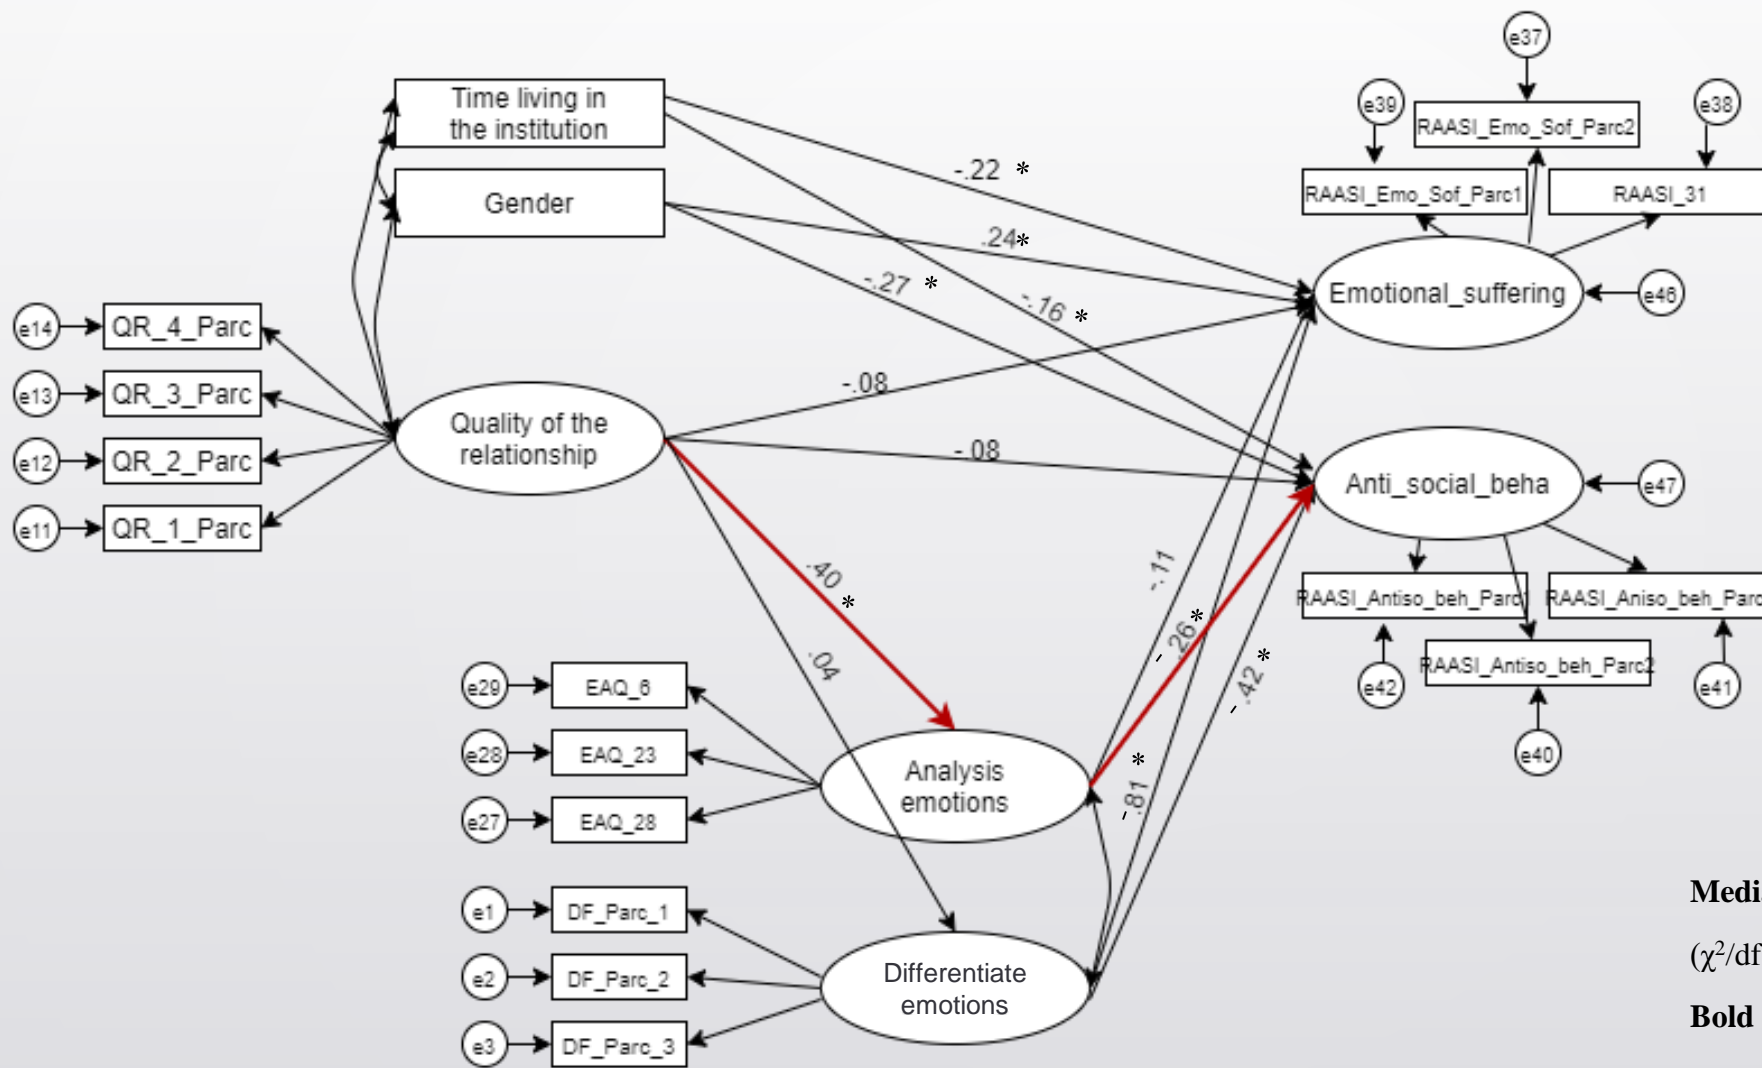 e37
e39
e38
RAASI_Emo_Sof_Parc2
RAASI_Emo_Sof_Parc1
RAASI_31
Time living in
the institution
Gender
-.22 *
.24*
-.27 *
-.16 *
Emotional_suffering
e46
e14
QR_4_Parc
e13
QR_3_Parc
e12
QR_2_Parc
e11
QR_1_Parc
Quality of the
relationship
-.08
-.08
Anti_social_beha
e47
.40 *
.04
-.11
-.26*
-.42 *
-.81 *
RAASI_Antiso_beh_Parc1
RAASI_Aniso_beh_Parc
RAASI_Antiso_beh_Parc2
e42
e41
e40
e29
EAQ_6
e28
EAQ_23
e27
EAQ_28
Analysis
emotions
e1
DF_Parc_1
e2
DF_Parc_2
e3
DF_Parc_3
Differentiate
emotions
Media
(χ²/df
Bold